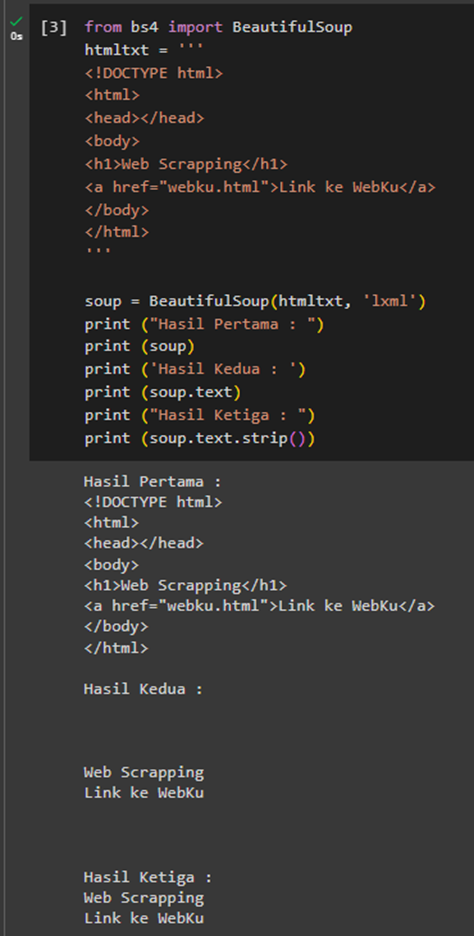 [3] from bs4 import BeautifulSoup
0s
htmltxt = '''
<!DOCTYPE html>
<html>
<head></head>
<body>
<h1>Web Scrapping</h1>
<a href="webku.html">Link ke WebKu</a>
</body>
</html>
'''
soup = BeautifulSoup(htmltxt, 'lxml')
print ("Hasil Pertama : ")
print (soup)
print ('Hasil Kedua : ')
print (soup.text)
print ("Hasil Ketiga : ")
print (soup.text.strip())
Hasil Pertama :
<!DOCTYPE html>
<html>
<head></head>
<body>
<h1>Web Scrapping</h1>
<a href="webku.html">Link ke WebKu</a>
</body>
</html>
Hasil Kedua :
Web Scrapping
Link ke WebKu
Hasil Ketiga :
Web Scrapping
Link ke WebKu